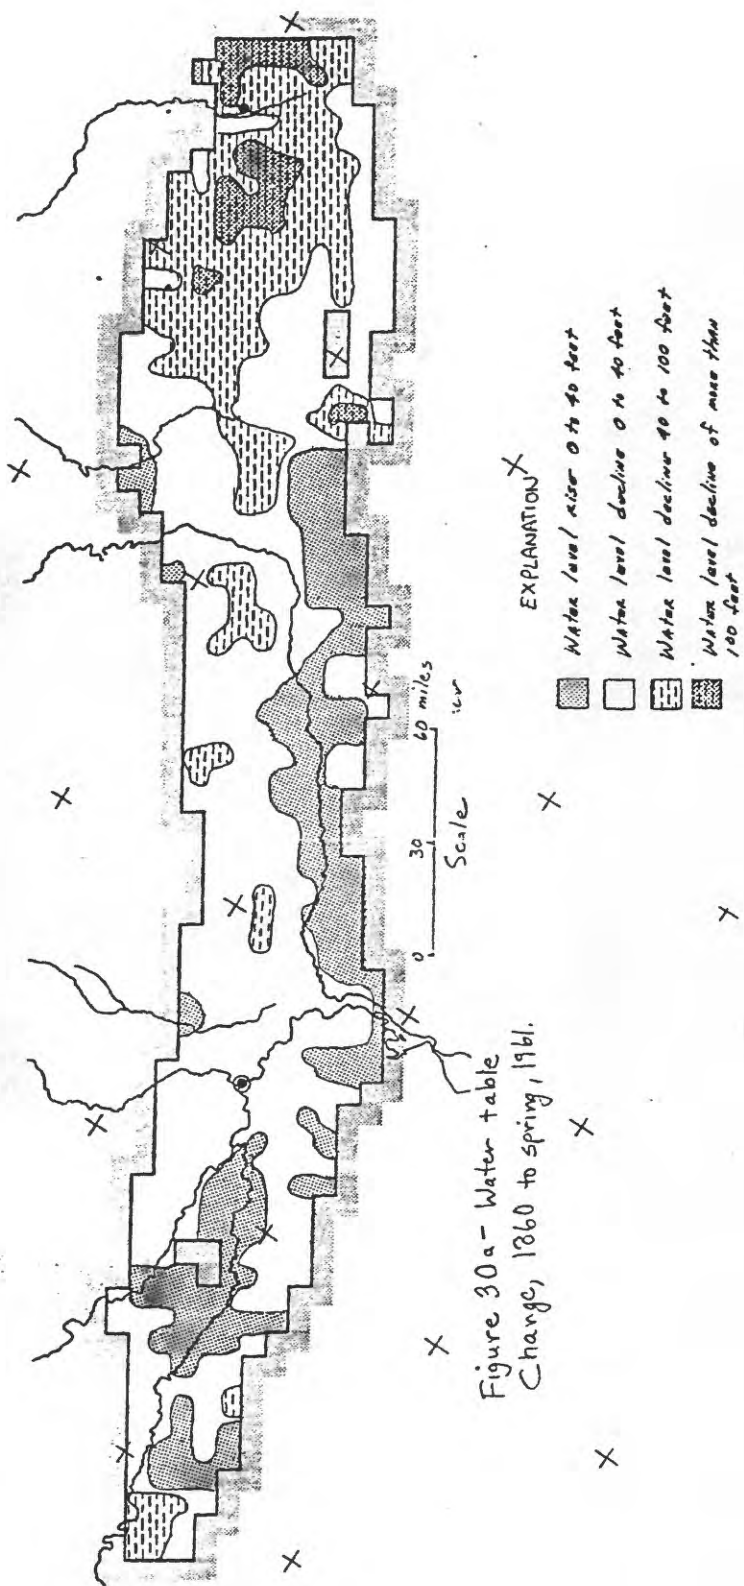 EXPLANATION
Water level rise 0 to 40 feet
Water level decline 0 to 40 feet
Water level decline 40 to 100 feet
Water level decline of more than
100 feet
0 30 60 miles
Scale
Figure 30a - Water table
Change, 1860 to spring, 1961.